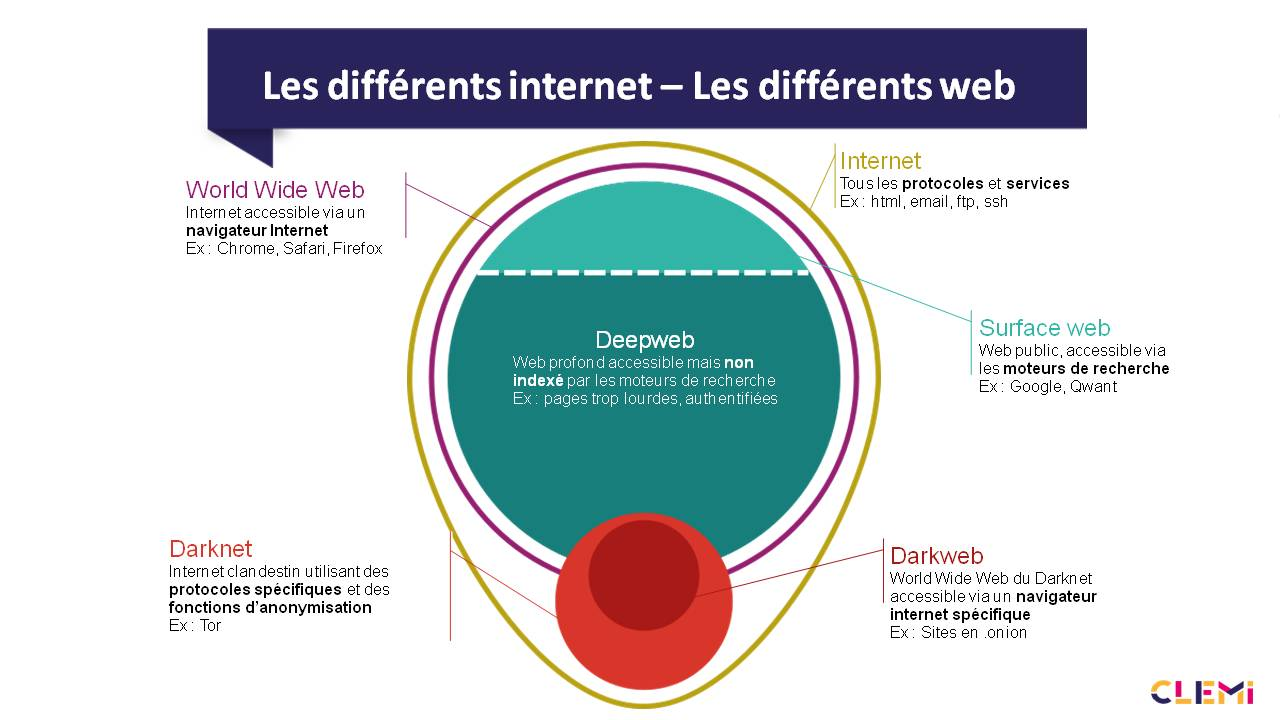 Les différents internet – Les différents web
World Wide Web
Internet accessible via un
navigateur Internet
Ex : Chrome, Safari, Firefox
Internet
Tous les protocoles et services
Ex : html, email, ftp, ssh
Surface web
Web public, accessible via
les moteurs de recherche
Ex : Google, Qwant
Deepweb
Web profond accessible mais non
indexé par les moteurs de recherche
Ex : pages trop lourdes, authentifiées
Darknet
Internet clandestin utilisant des
protocoles spécifiques et des
fonctions d’anonymisation
Ex : Tor
Darkweb
World Wide Web du Darknet
accessible via un navigateur
internet spécifique
Ex : Sites en .onion
CLEMi